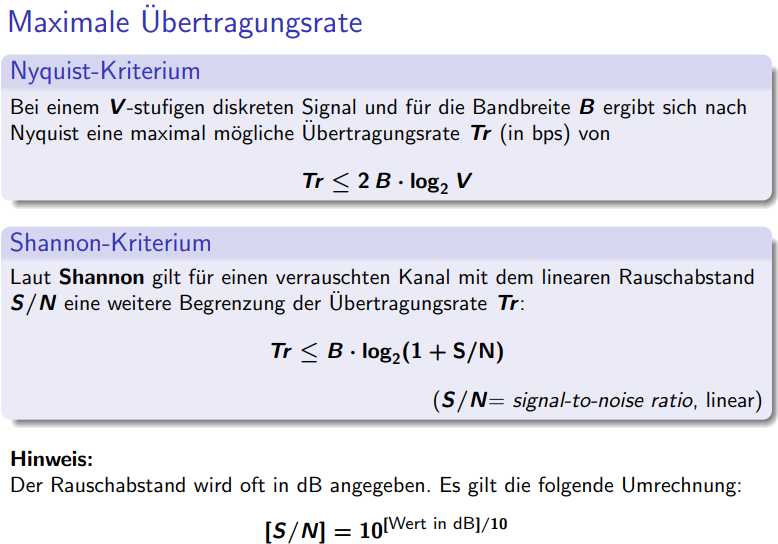 Maximale Übertragungsrate
Nyquist-Kriterium
Bei einem V-stufigen diskreten Signal und für die Bandbreite B ergibt sich nach
Nyquist eine maximal mögliche Übertragungsrate Tr (in bps) von
Tr ≤ 2 B · log₂ V
Shannon-Kriterium
Laut Shannon gilt für einen verrauschten Kanal mit dem linearen Rauschabstand
S/N eine weitere Begrenzung der Übertragungsrate Tr:
Tr ≤ B · log₂(1 + S/N)
(S/N= signal-to-noise ratio, linear)
Hinweis:
Der Rauschabstand wird oft in dB angegeben. Es gilt die folgende Umrechnung:
[S/N] = 10^[Wert in dB]/10